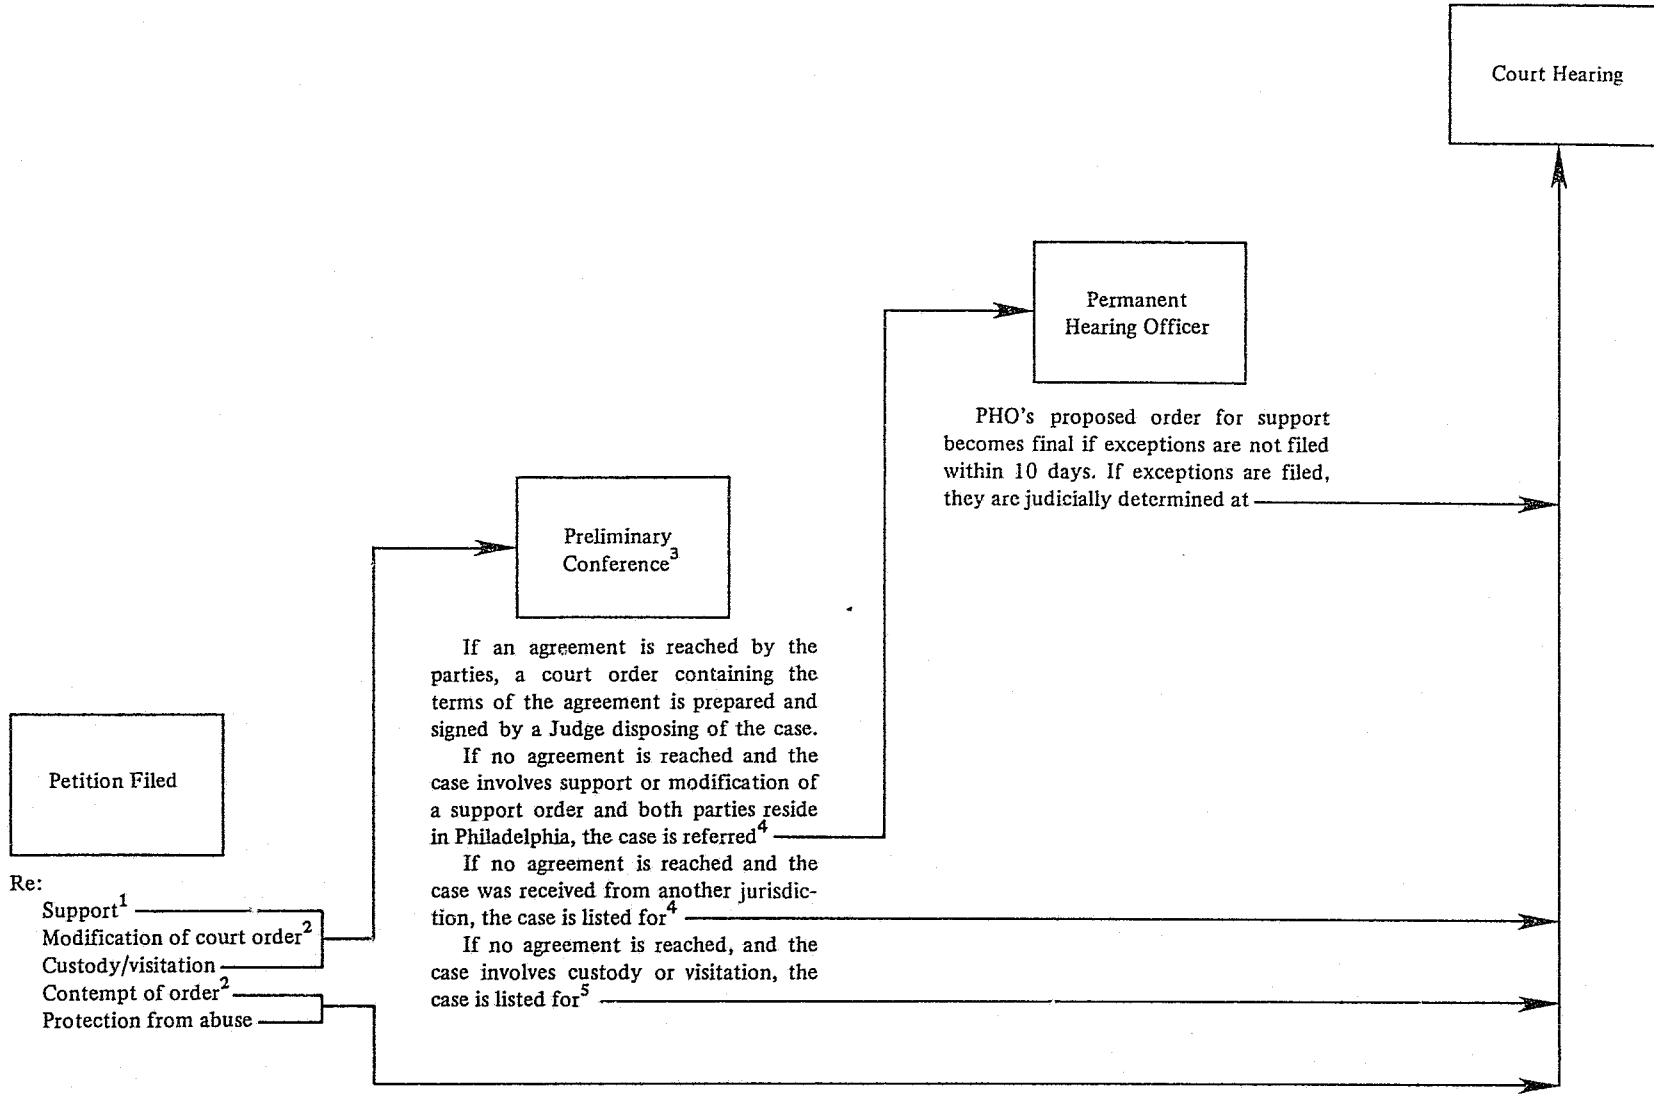 Petition Filed
Re:
Support1
Modification of court order2
Custody/visitation
Contempt of order2
Protection from abuse
Preliminary
Conference3
If an agreement is reached by the
parties, a court order containing the
terms of the agreement is prepared and
signed by a Judge disposing of the case.
If no agreement is reached and the
case involves support or modification of
a support order and both parties reside
in Philadelphia, the case is referred4
If no agreement is reached and the
case was received from another jurisdic-
tion, the case is listed for4
If no agreement is reached, and the
case involves custody or visitation, the
case is listed for5
Permanent
Hearing Officer
PHO's proposed order for support
becomes final if exceptions are not filed
within 10 days. If exceptions are filed,
they are judicially determined at
Court Hearing